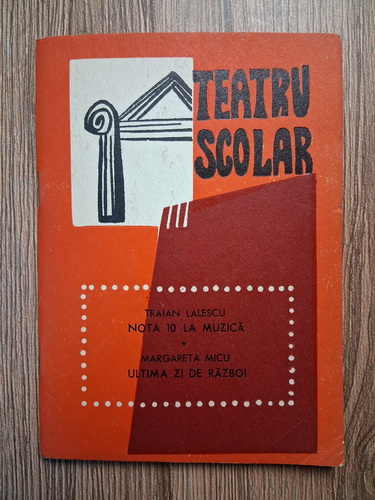 TEATRU
SCOLAR
TRAIAN LALESCU
NOTA 10 LA MUZICĂ
*
MARGARETA MICU
ULTIMA ZI DE RĂZBOI